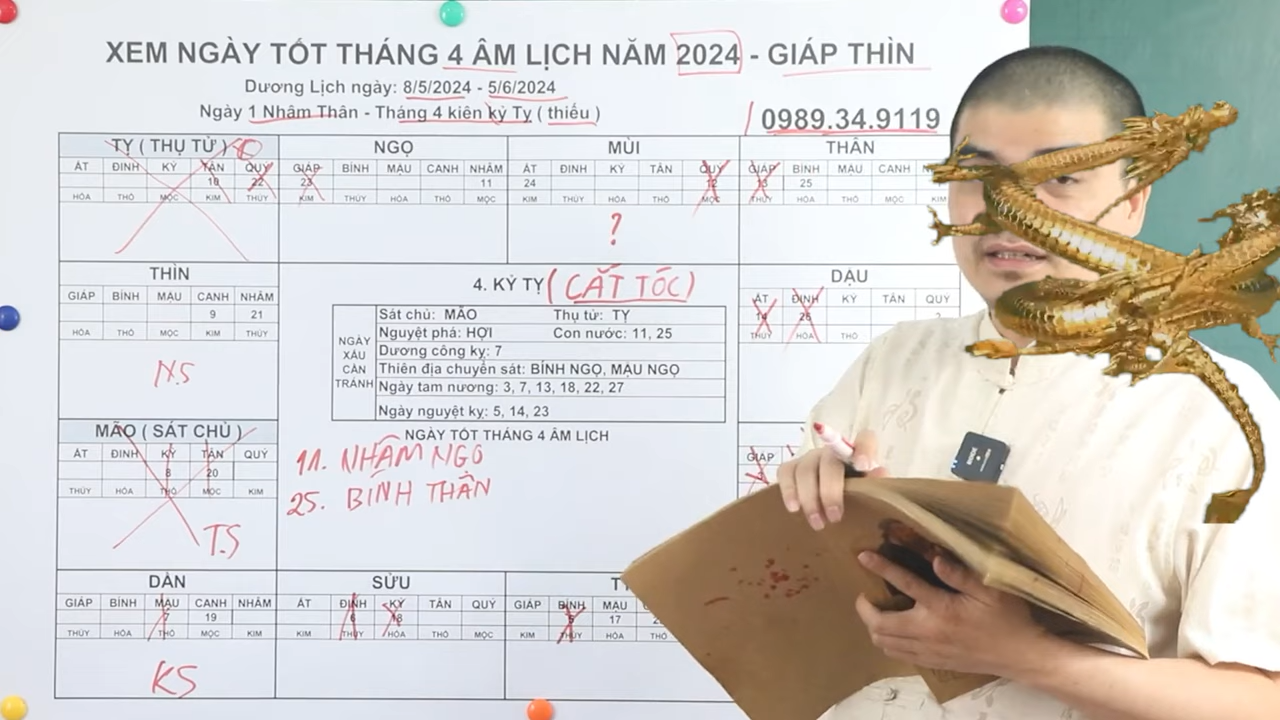 XEM NGÀY TỐT THÁNG 4 ÂM LỊCH NĂM 2024 - GIÁP THÌN
Dương Lịch ngày: 8/5/2024 - 5/6/2024
Ngày 1 Nhâm Thân - Tháng 4 kiên kỷ Tỵ ( thiếu )
0989.34.9119
TỴ ( THỤ TỬ )
ẤT ĐINH KỶ TÂN QUÝ
10 22
HỎA THỔ MỘC KIM THỦY
NGỌ
GIÁP BÍNH MẬU CANH NHÂM
23 11
KIM THỦY HỎA THỔ MỘC
MÙI
ẤT ĐINH KỶ TÂN QUÝ
24 12
KIM THỦY HỎA THỔ MỘC
?
THÂN
GIÁP BÍNH MẬU CANH
13 25
THỦY HỎA THỔ MỘC
THÌN
GIÁP BÍNH MẬU CANH NHÂM
9 21
HỎA THỔ MỘC KIM THỦY
N.S
4. KỶ TỴ ( CẮT TÓC )
NGÀY XẤU CẦN TRÁNH
Sát chủ: MÃO Thụ tử: TỴ
Nguyệt phá: HỢI Con nước: 11, 25
Dương công kỵ: 7
Thiên địa chuyển sát: BÍNH NGỌ, MẬU NGỌ
Ngày tam nương: 3, 7, 13, 18, 22, 27
Ngày nguyệt kỵ: 5, 14, 23
DẬU
ẤT ĐINH KỶ TÂN QUÝ
14 26 2
THỦY HỎA THỔ MỘC KIM
MÃO ( SÁT CHỦ )
ẤT ĐINH KỶ TÂN QUÝ
8 20
THỦY HỎA THỔ MỘC KIM
T.S
NGÀY TỐT THÁNG 4 ÂM LỊCH
11. NHÂM NGỌ
25. BÍNH THÂN
GIÁP
DẦN
GIÁP BÍNH MẬU CANH NHÂM
7 19
THỦY HỎA THỔ MỘC KIM
KS
SỬU
ẤT ĐINH KỶ TÂN QUÝ
6 18
KIM THỦY HỎA THỔ MỘC
GIÁP BÍNH MẬU
5 17
KIM THỦY HỎA THỔ